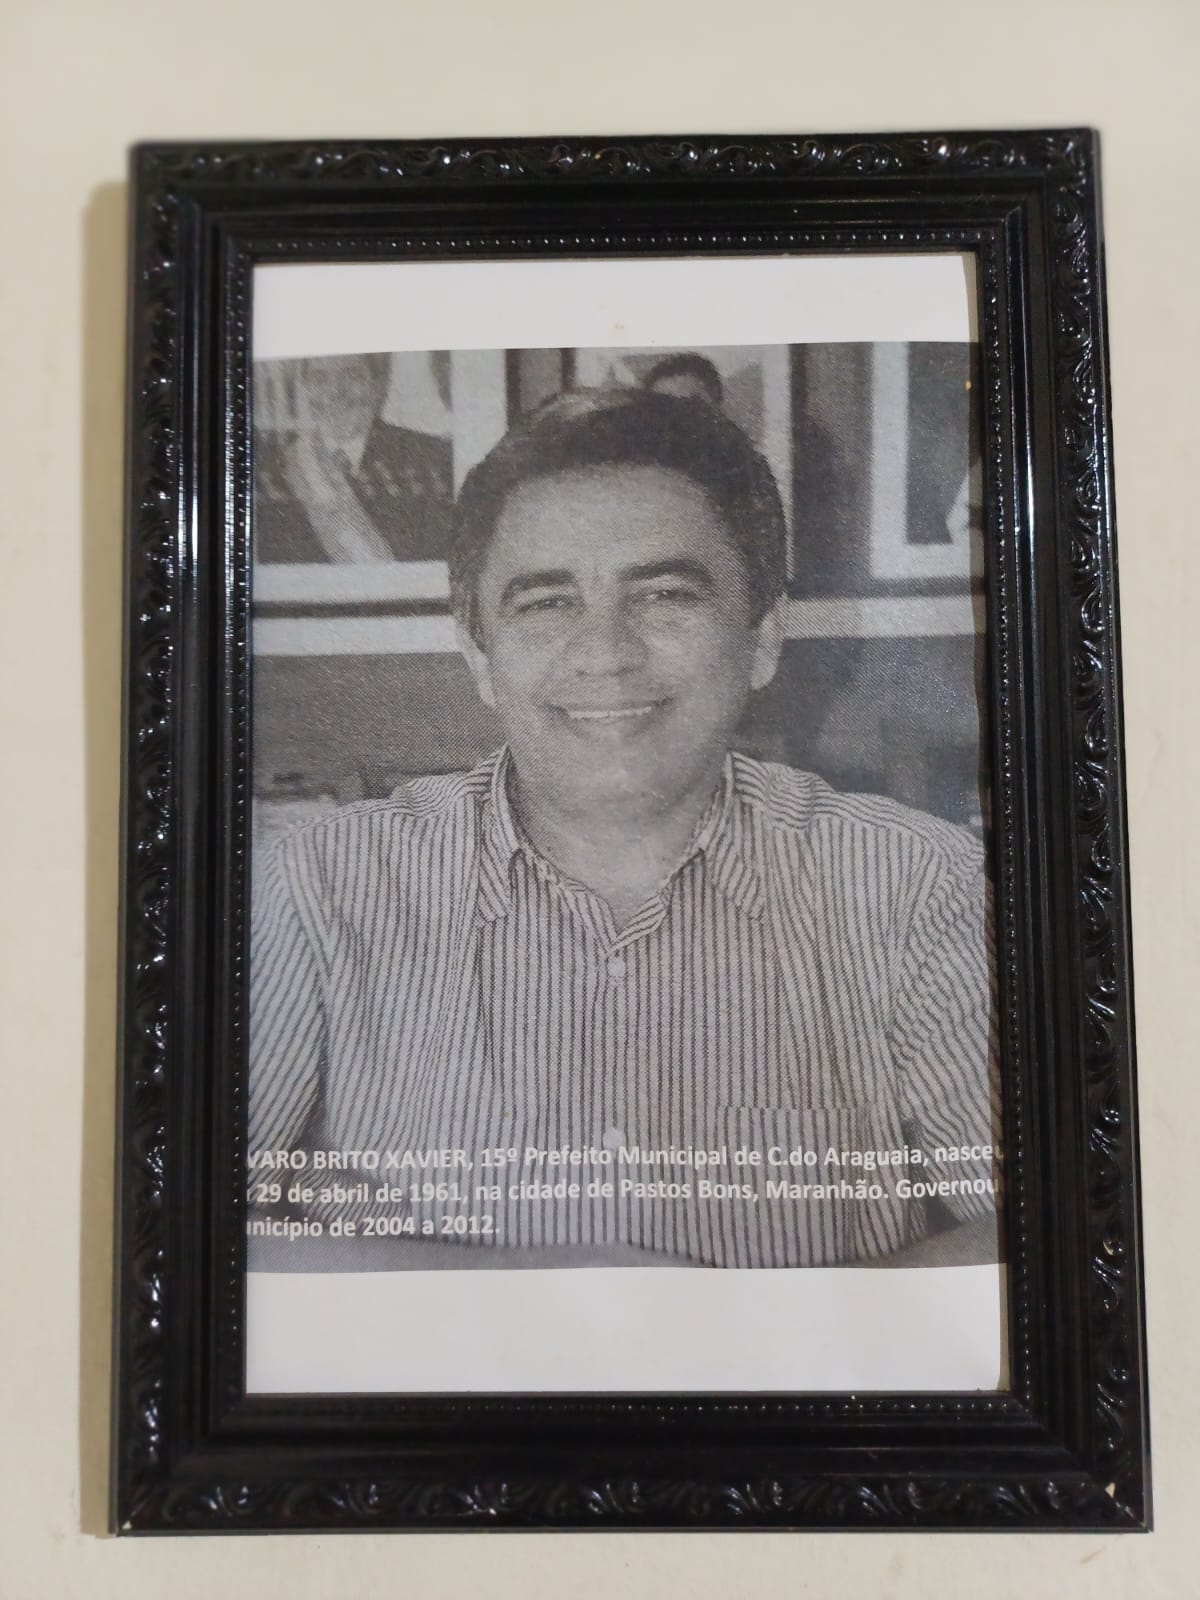 VARO BRITO XAVIER, 15º Prefeito Municipal de C.do Araguaia, nasceu
29 de abril de 1961, na cidade de Pastos Bons, Maranhão. Governou
unicípio de 2004 a 2012.